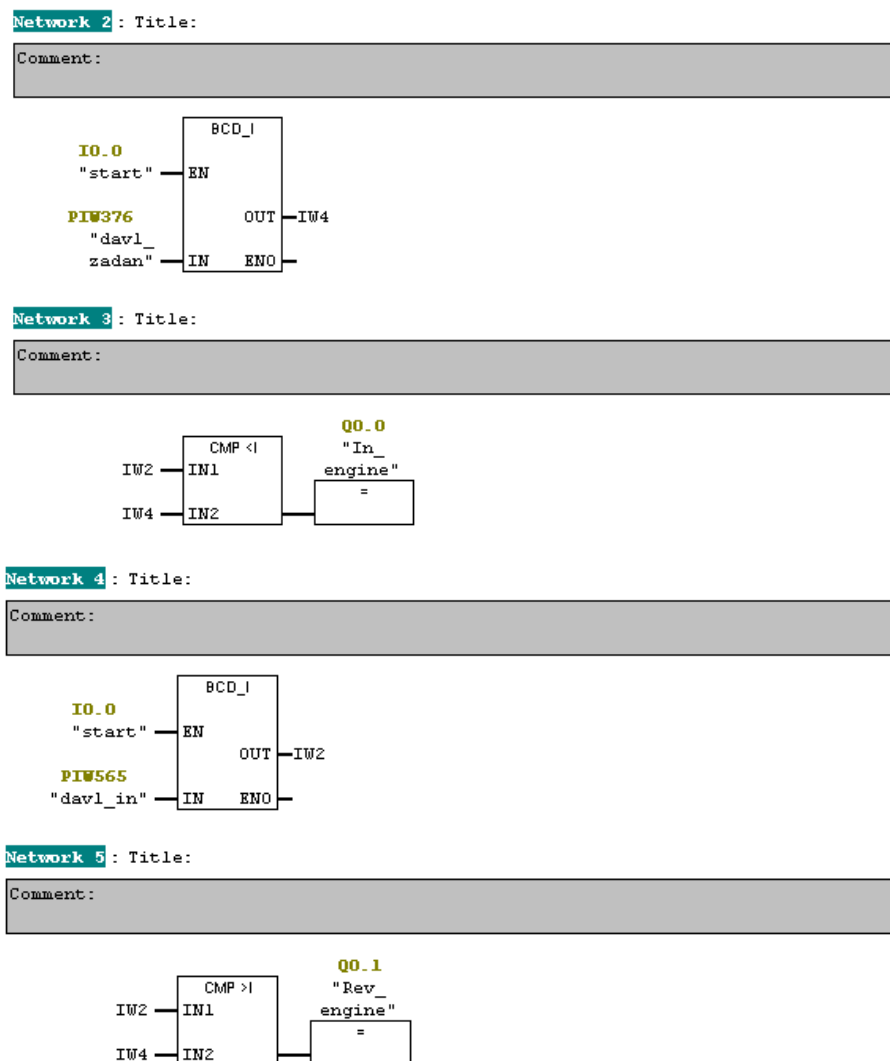 Network 2 : Title:
Comment:
BCD_I
I0.0
"start" EN
PIW376 OUT IW4
"davl_
zadan" IN ENO
Network 3 : Title:
Comment:
Q0.0
CMP <I "In_
IW2 IN1 engine"
=
IW4 IN2
Network 4 : Title:
Comment:
BCD_I
I0.0
"start" EN
OUT IW2
PIW565
"davl_in" IN ENO
Network 5 : Title:
Comment:
Q0.1
CMP >I "Rev_
IW2 IN1 engine"
=
IW4 IN2